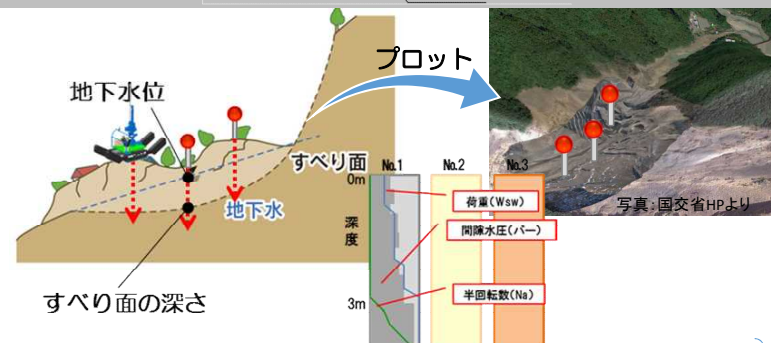 プロット
地下水位
すべり面
地下水
すべり面の深さ
No.1
No.2
No.3
0m
深度
3m
荷重(Wsw)
間隙水圧(バー)
半回転数(Na)
写真:国交省HPより